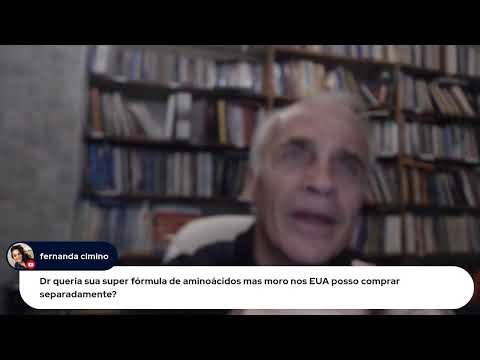 fernanda cimino
Dr queria sua super fórmula de aminoácidos mas moro nos EUA posso comprar
separadamente?